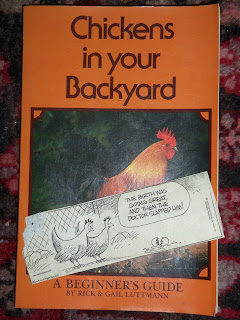 Chickens
in your
Backyard
THE BIRTH WAS
GOING GREAT,
AND THEN THE
DOCTOR SLAPPED HIM!
A BEGINNER'S GUIDE
BY RICK & GAIL LUTTMANN